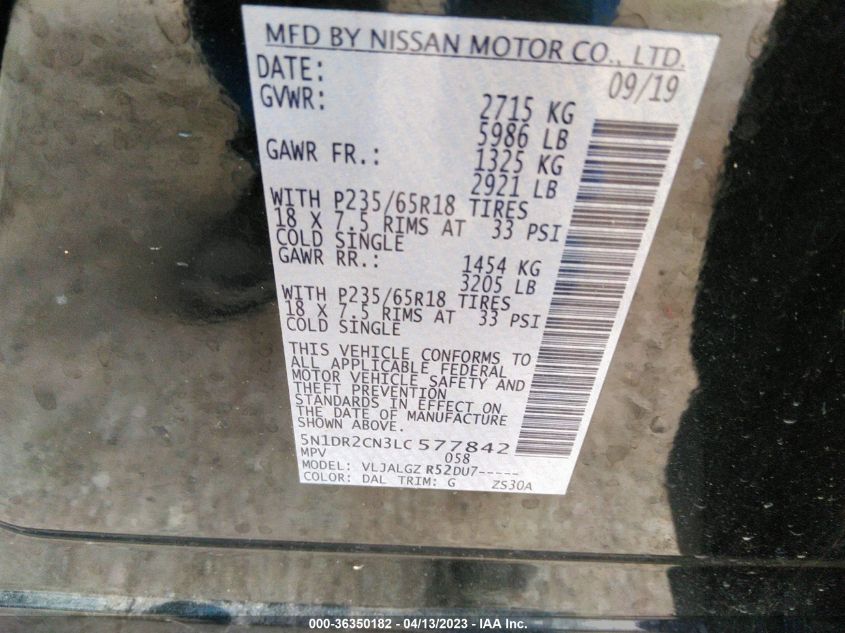 MFD BY NISSAN MOTOR CO., LTD.
DATE: 09/19
GVWR: 2715 KG
5986 LB
GAWR FR.: 1325 KG
2921 LB
WITH P235/65R18 TIRES
18 X 7.5 RIMS AT 33 PSI
COLD SINGLE
GAWR RR.: 1454 KG
3205 LB
WITH P235/65R18 TIRES
18 X 7.5 RIMS AT 33 PSI
COLD SINGLE
THIS VEHICLE CONFORMS TO
ALL APPLICABLE FEDERAL
MOTOR VEHICLE SAFETY AND
THEFT PREVENTION
STANDARDS IN EFFECT ON
THE DATE OF MANUFACTURE
SHOWN ABOVE.
5N1DR2CN3LC577842
MPV 058
MODEL: VLJALGZ R52DU7-----
COLOR: DAL TRIM: G ZS30A
000-36350182 - 04/13/2023 - IAA Inc.